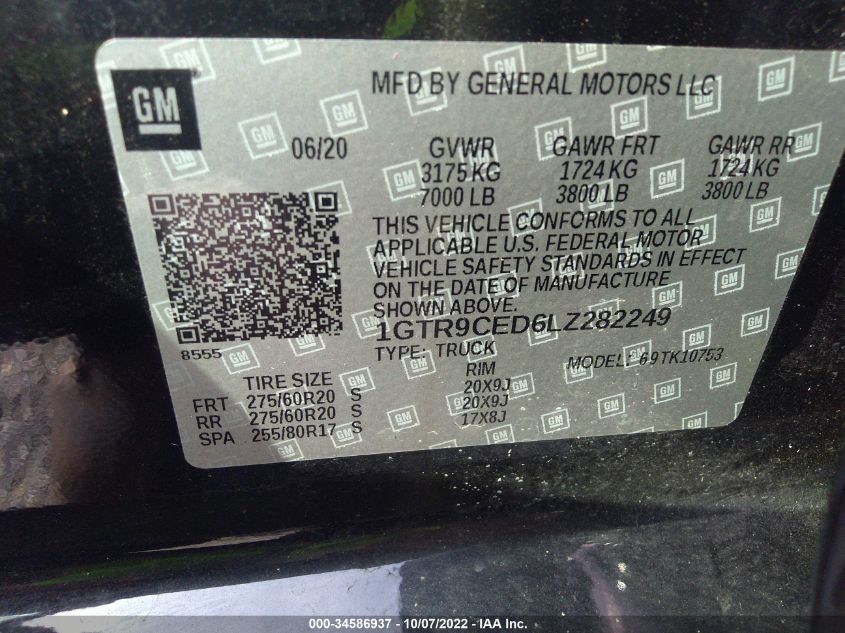 GM
MFD BY GENERAL MOTORS LLC
06/20 GVWR GAWR FRT GAWR RR
3175 KG 1724 KG 1724 KG
7000 LB 3800 LB 3800 LB
THIS VEHICLE CONFORMS TO ALL
APPLICABLE U.S. FEDERAL MOTOR
VEHICLE SAFETY STANDARDS IN EFFECT
ON THE DATE OF MANUFACTURE
SHOWN ABOVE.
1GTR9CED6LZ282249
8555 TYPE: TRUCK MODEL: 69TK10753
TIRE SIZE RIM
FRT 275/60R20 S 20X9J
RR 275/60R20 S 20X9J
SPA 255/80R17 S 17X8J
000-34586937 - 10/07/2022 - IAA Inc.